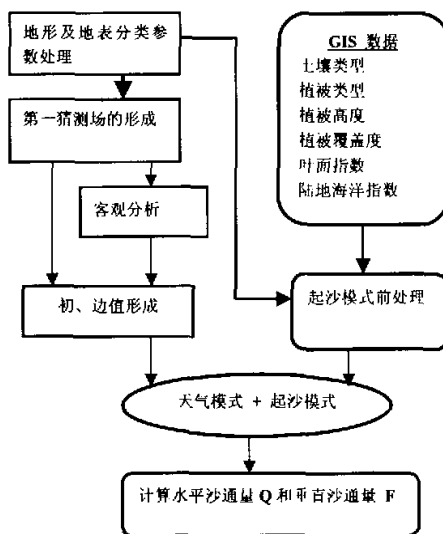 地形及地表分类参
数处理
第一猜测场的形成
客观分析
初、边值形成
GIS 数据
土壤类型
植被类型
植被高度
植被覆盖度
叶面指数
陆地海洋指数
起沙模式前处理
天气模式 + 起沙模式
计算水平沙通量 Q 和垂直沙通量 F